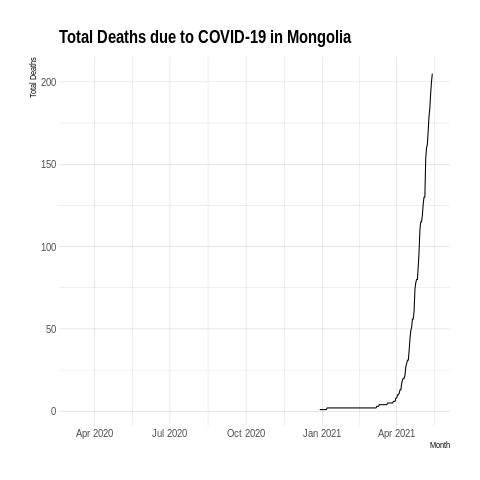 Total Deaths due to COVID-19 in Mongolia
Total Deaths
200
150
100
50
0
Apr 2020 Jul 2020 Oct 2020 Jan 2021 Apr 2021
Month